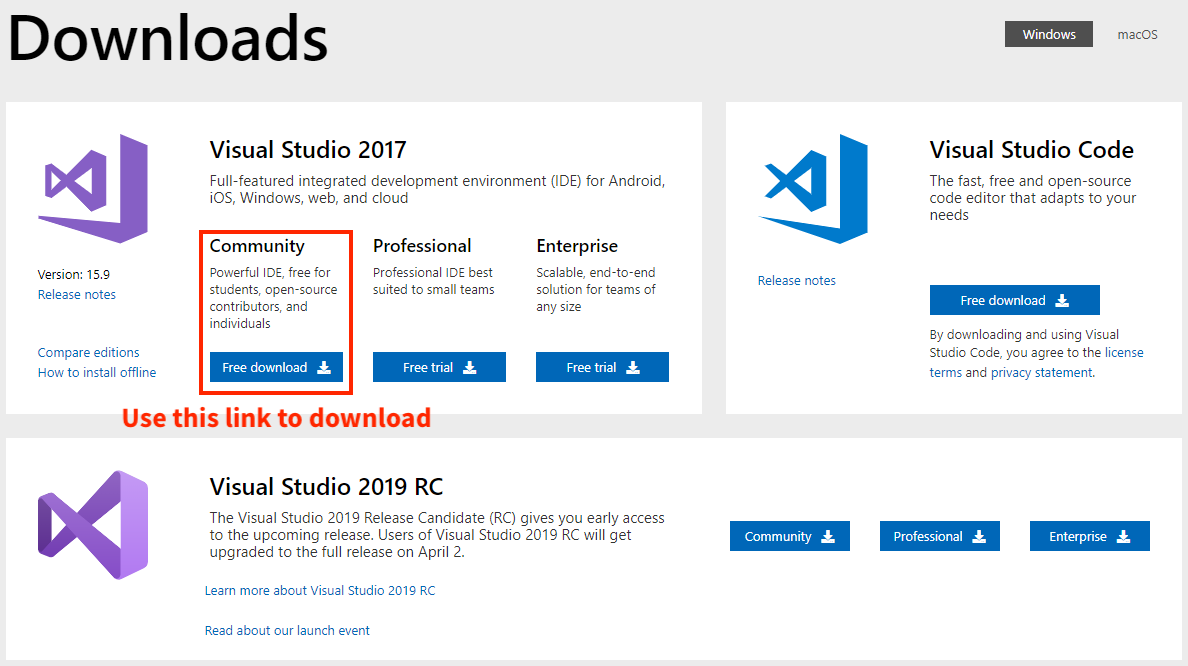 Downloads
Windows
macOS
Visual Studio 2017
Full-featured integrated development environment (IDE) for Android,
iOS, Windows, web, and cloud
Version: 15.9
Release notes
Compare editions
How to install offline
Community
Powerful IDE, free for
students, open-source
contributors, and
individuals
Free download
Professional
Professional IDE best
suited to small teams
Free trial
Enterprise
Scalable, end-to-end
solution for teams of
any size
Free trial
Use this link to download
Visual Studio Code
The fast, free and open-source
code editor that adapts to your
needs
Release notes
Free download
By downloading and using Visual
Studio Code, you agree to the license
terms and privacy statement.
Visual Studio 2019 RC
The Visual Studio 2019 Release Candidate (RC) gives you early access
to the upcoming release. Users of Visual Studio 2019 RC will get
upgraded to the full release on April 2.
Learn more about Visual Studio 2019 RC
Read about our launch event
Community
Professional
Enterprise